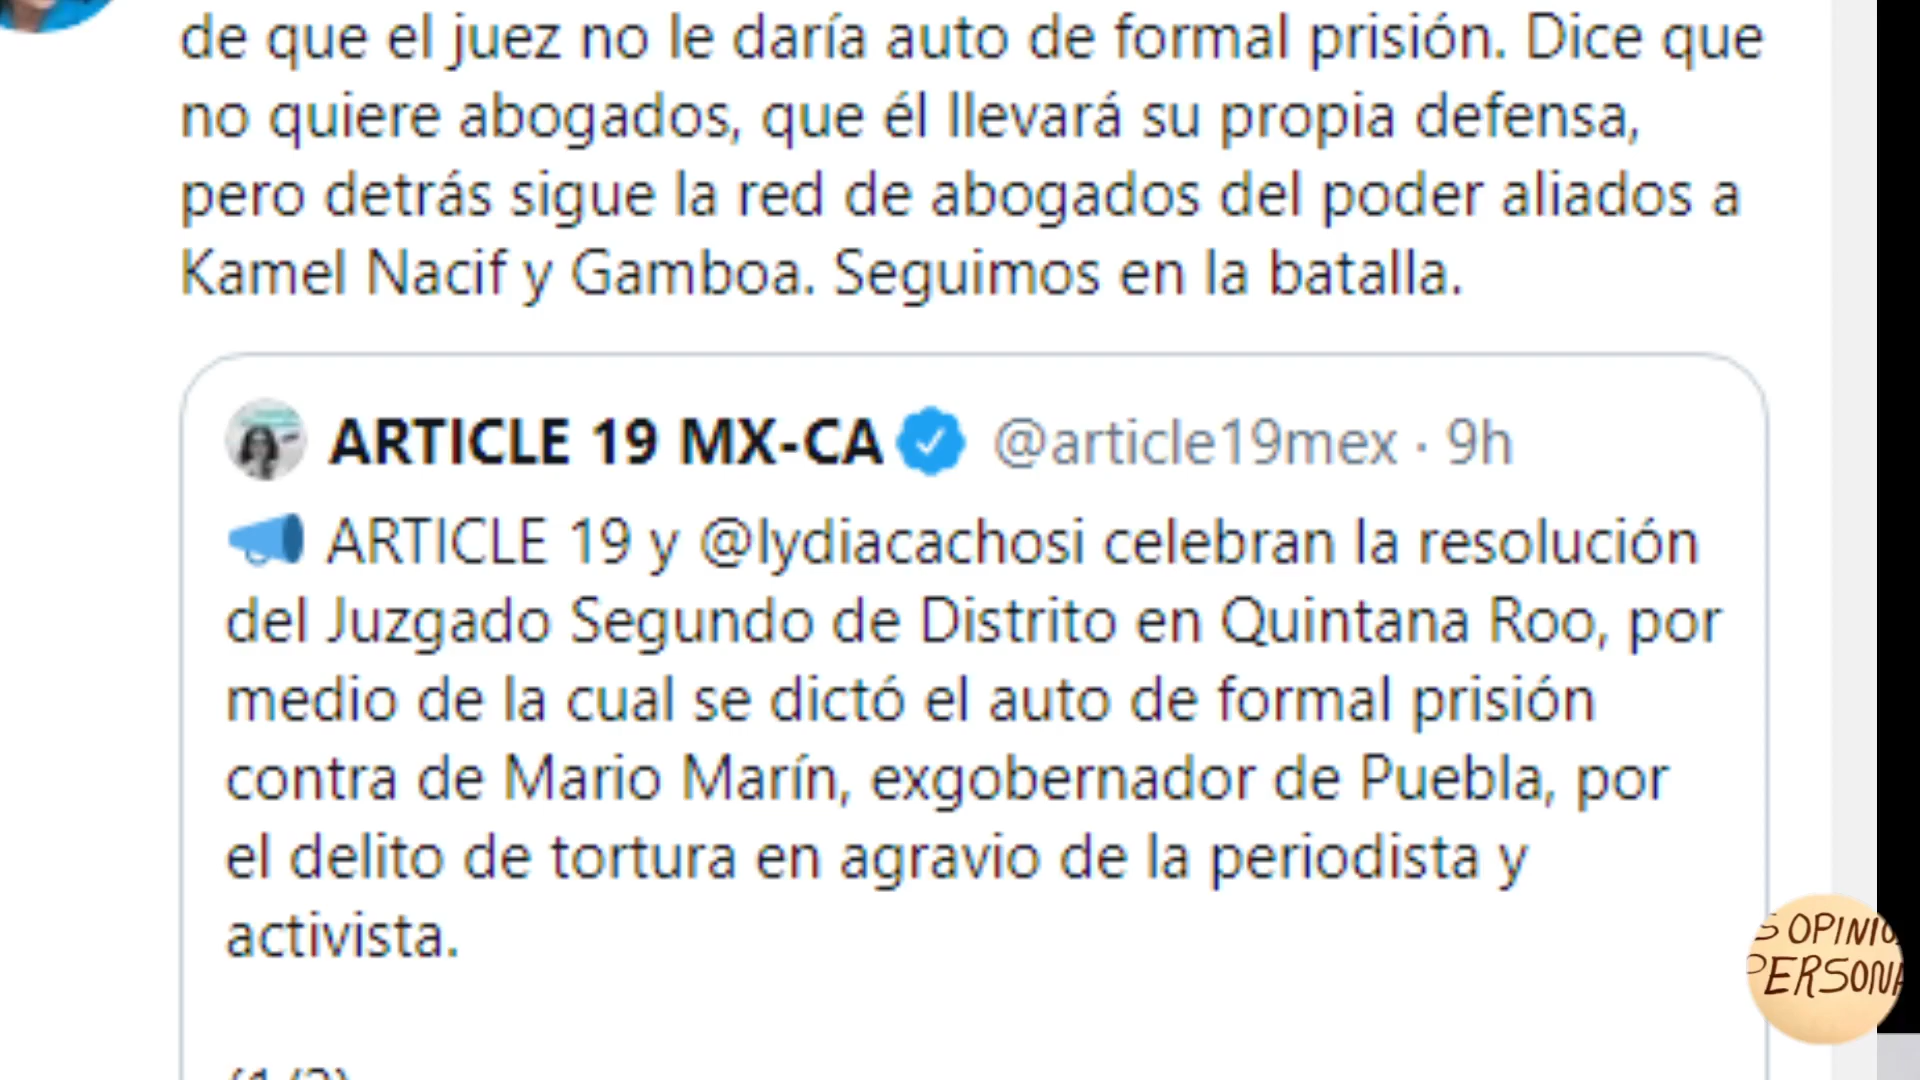 de que el juez no le daría auto de formal prisión. Dice que
no quiere abogados, que él llevará su propia defensa,
pero detrás sigue la red de abogados del poder aliados a
Kamel Nacif y Gamboa. Seguimos en la batalla.
ARTICLE 19 MX-CA @article19mex · 9h
ARTICLE 19 y @lydiacachosi celebran la resolución
del Juzgado Segundo de Distrito en Quintana Roo, por
medio de la cual se dictó el auto de formal prisión
contra de Mario Marín, exgobernador de Puebla, por
el delito de tortura en agravio de la periodista y
activista.
S OPINIO
PERSONA